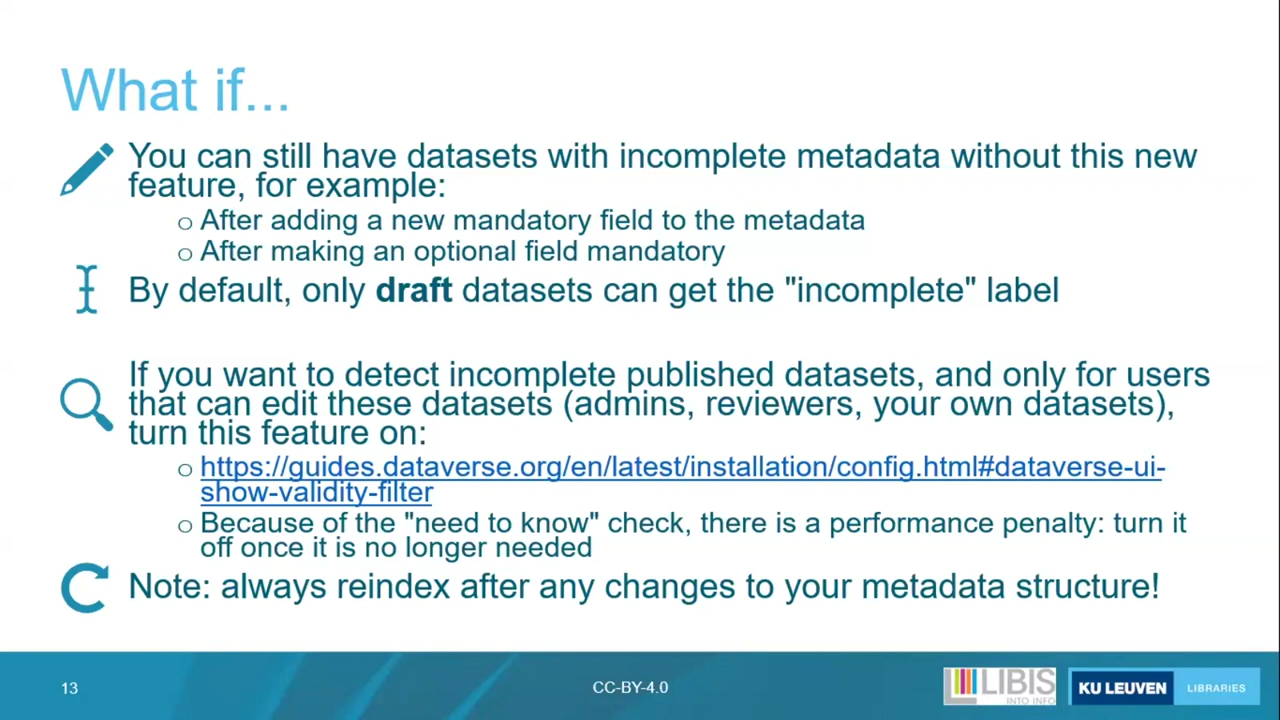 What if...
You can still have datasets with incomplete metadata without this new
feature, for example:
o After adding a new mandatory field to the metadata
o After making an optional field mandatory
By default, only draft datasets can get the "incomplete" label
If you want to detect incomplete published datasets, and only for users
that can edit these datasets (admins, reviewers, your own datasets),
turn this feature on:
o https://guides.dataverse.org/en/latest/installation/config.html#dataverse-ui-
show-validity-filter
o Because of the "need to know" check, there is a performance penalty: turn it
off once it is no longer needed
Note: always reindex after any changes to your metadata structure!
13
CC-BY-4.0
LIBIS
INTO INFO
KU LEUVEN
LIBRARIES